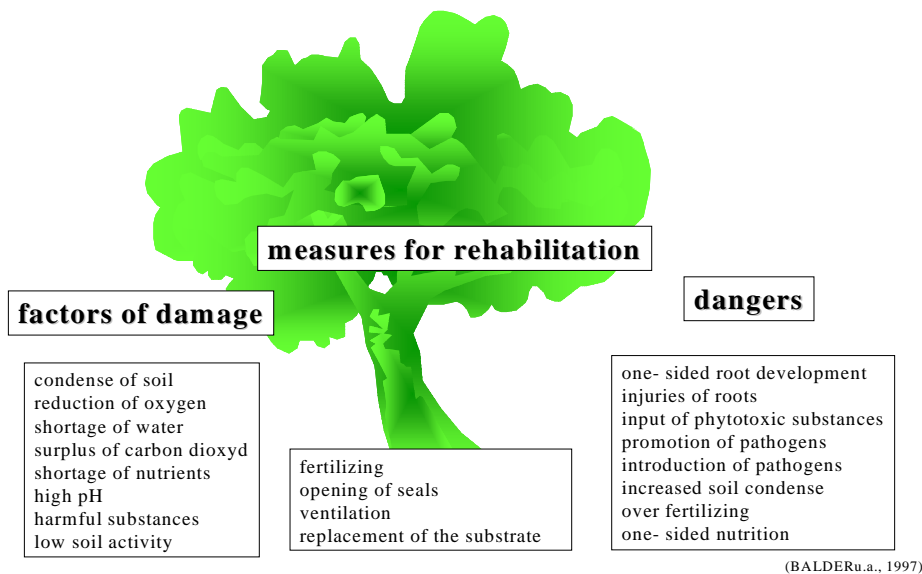 measures for rehabilitation
factors of damage
dangers
condense of soil
reduction of oxygen
shortage of water
surplus of carbon dioxyd
shortage of nutrients
high pH
harmful substances
low soil activity
fertilizing
opening of seals
ventilation
replacement of the substrate
one- sided root development
injuries of roots
input of phytotoxic substances
promotion of pathogens
introduction of pathogens
increased soil condense
over fertilizing
one- sided nutrition
(BALDERu.a., 1997)